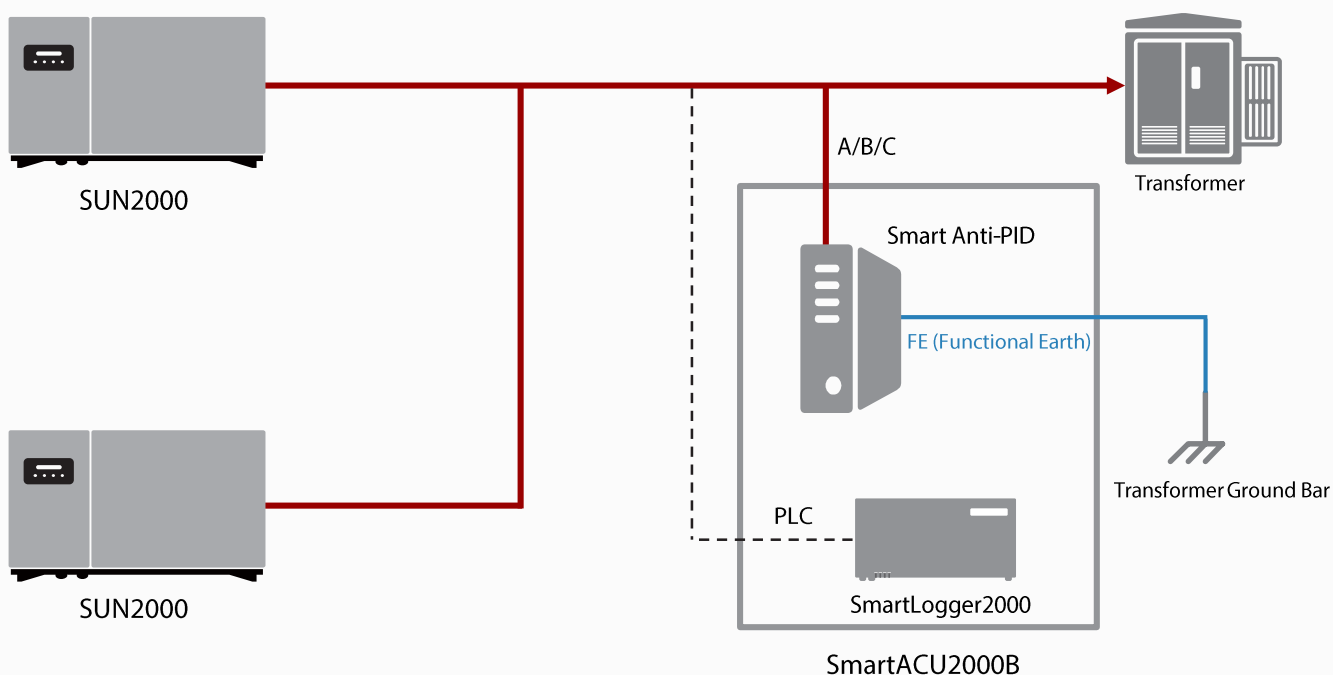 SUN2000
A/B/C
Transformer
Smart Anti-PID
FE (Functional Earth)
Transformer Ground Bar
PLC
SmartLogger2000
SUN2000
SmartACU2000B